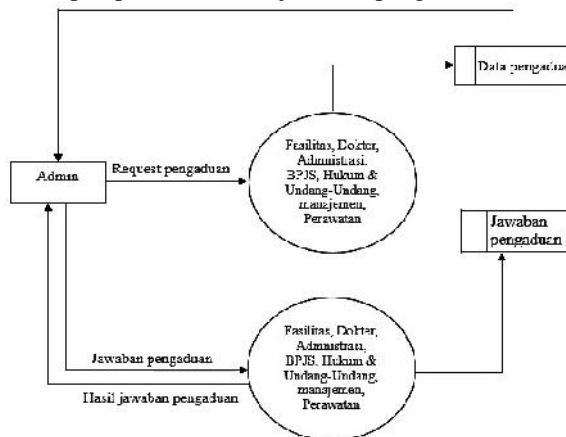 Data pengadua
Fasilitas, Dokter,
Administrasi,
BPJS, Hukum &
Undang-Undang,
manajemen,
Perawatan
Request pengaduan
Admin
Jawaban
pengaduan
Fasilitas, Dokter,
Administrasi,
BPJS, Hukum &
Undang-Undang,
manajemen,
Perawatan
Jawaban pengaduan
Hasil jawaban pengaduan